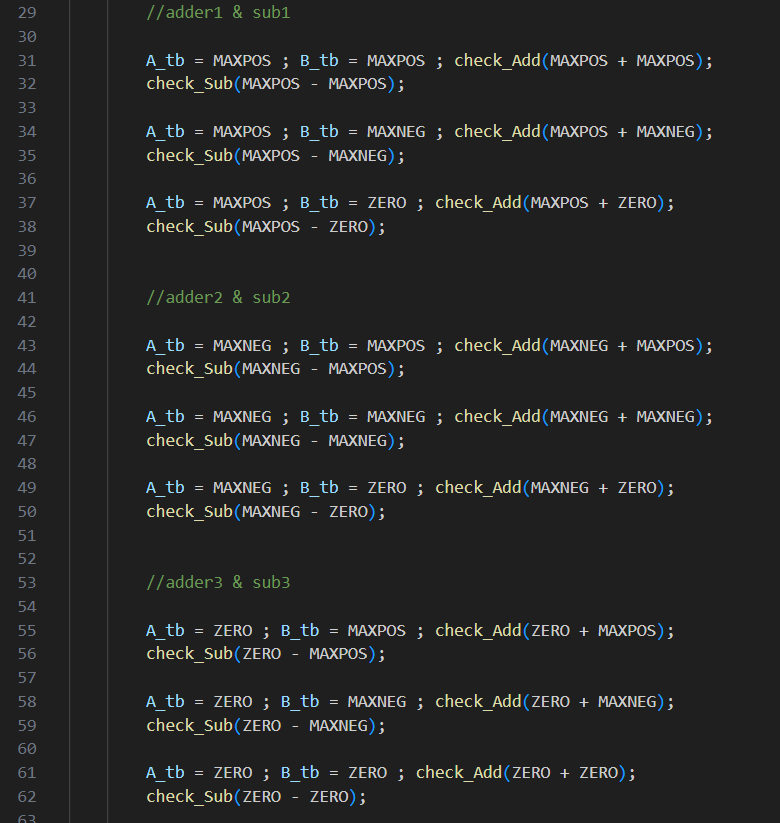 29 //adder1 & sub1
30
31 A_tb = MAXPOS ; B_tb = MAXPOS ; check_Add(MAXPOS + MAXPOS);
32 check_Sub(MAXPOS - MAXPOS);
33
34 A_tb = MAXPOS ; B_tb = MAXNEG ; check_Add(MAXPOS + MAXNEG);
35 check_Sub(MAXPOS - MAXNEG);
36
37 A_tb = MAXPOS ; B_tb = ZERO ; check_Add(MAXPOS + ZERO);
38 check_Sub(MAXPOS - ZERO);
39
40
41 //adder2 & sub2
42
43 A_tb = MAXNEG ; B_tb = MAXPOS ; check_Add(MAXNEG + MAXPOS);
44 check_Sub(MAXNEG - MAXPOS);
45
46 A_tb = MAXNEG ; B_tb = MAXNEG ; check_Add(MAXNEG + MAXNEG);
47 check_Sub(MAXNEG - MAXNEG);
48
49 A_tb = MAXNEG ; B_tb = ZERO ; check_Add(MAXNEG + ZERO);
50 check_Sub(MAXNEG - ZERO);
51
52
53 //adder3 & sub3
54
55 A_tb = ZERO ; B_tb = MAXPOS ; check_Add(ZERO + MAXPOS);
56 check_Sub(ZERO - MAXPOS);
57
58 A_tb = ZERO ; B_tb = MAXNEG ; check_Add(ZERO + MAXNEG);
59 check_Sub(ZERO - MAXNEG);
60
61 A_tb = ZERO ; B_tb = ZERO ; check_Add(ZERO + ZERO);
62 check_Sub(ZERO - ZERO);
63